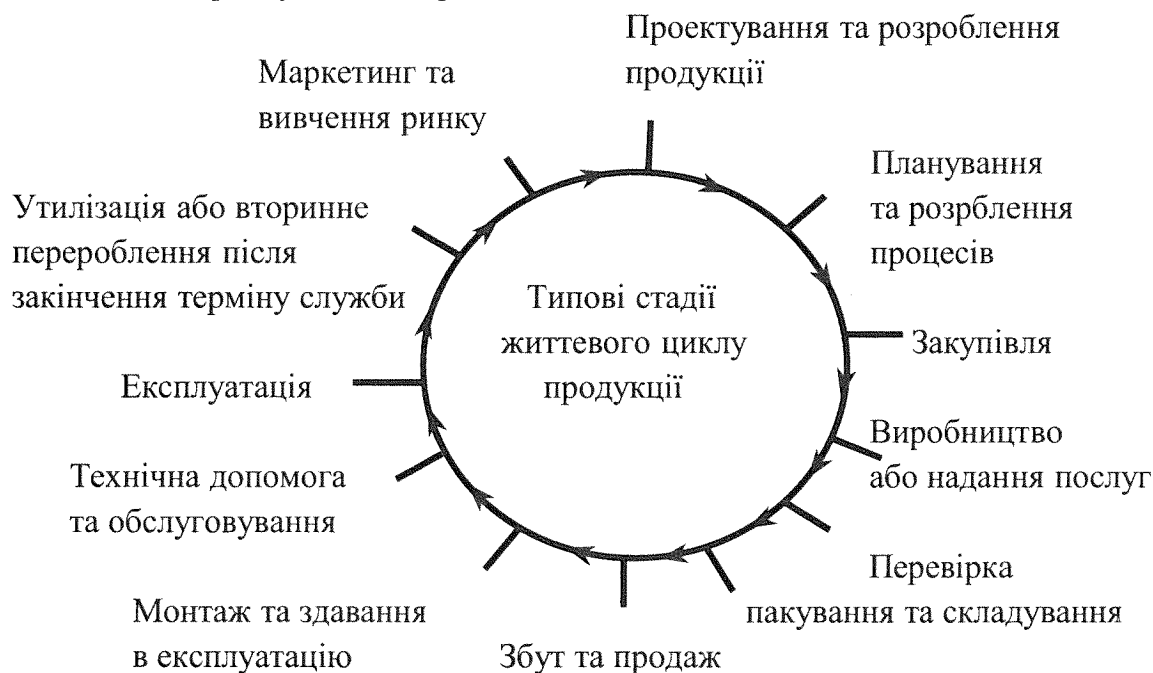 Проектування та розроблення
продукції
Маркетинг та
вивчення ринку
Планування
та розрблення
процесів
Утилізація або вторинне
перероблення після
закінчення терміну служби
Типові стадії
життєвого циклу
продукції
Закупівля
Експлуатація
Виробництво
або надання послуг
Технічна допомога
та обслуговування
Перевірка
пакування та складування
Монтаж та здавання
в експлуатацію
Збут та продаж